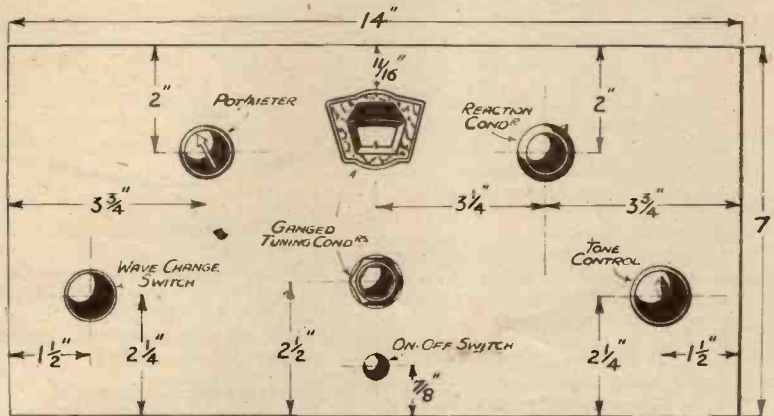 14"
11/16"
2"
POT/METER
REACTION
CONDR
2"
3 3/4"
3 1/4"
3 3/4"
7
GANGED
TUNING CONDRS
TONE
CONTROL
WAVE CHANGE
SWITCH
1 1/2"
2 1/4"
2 1/2"
ON-OFF SWITCH
7/8"
2 1/4"
1 1/2"